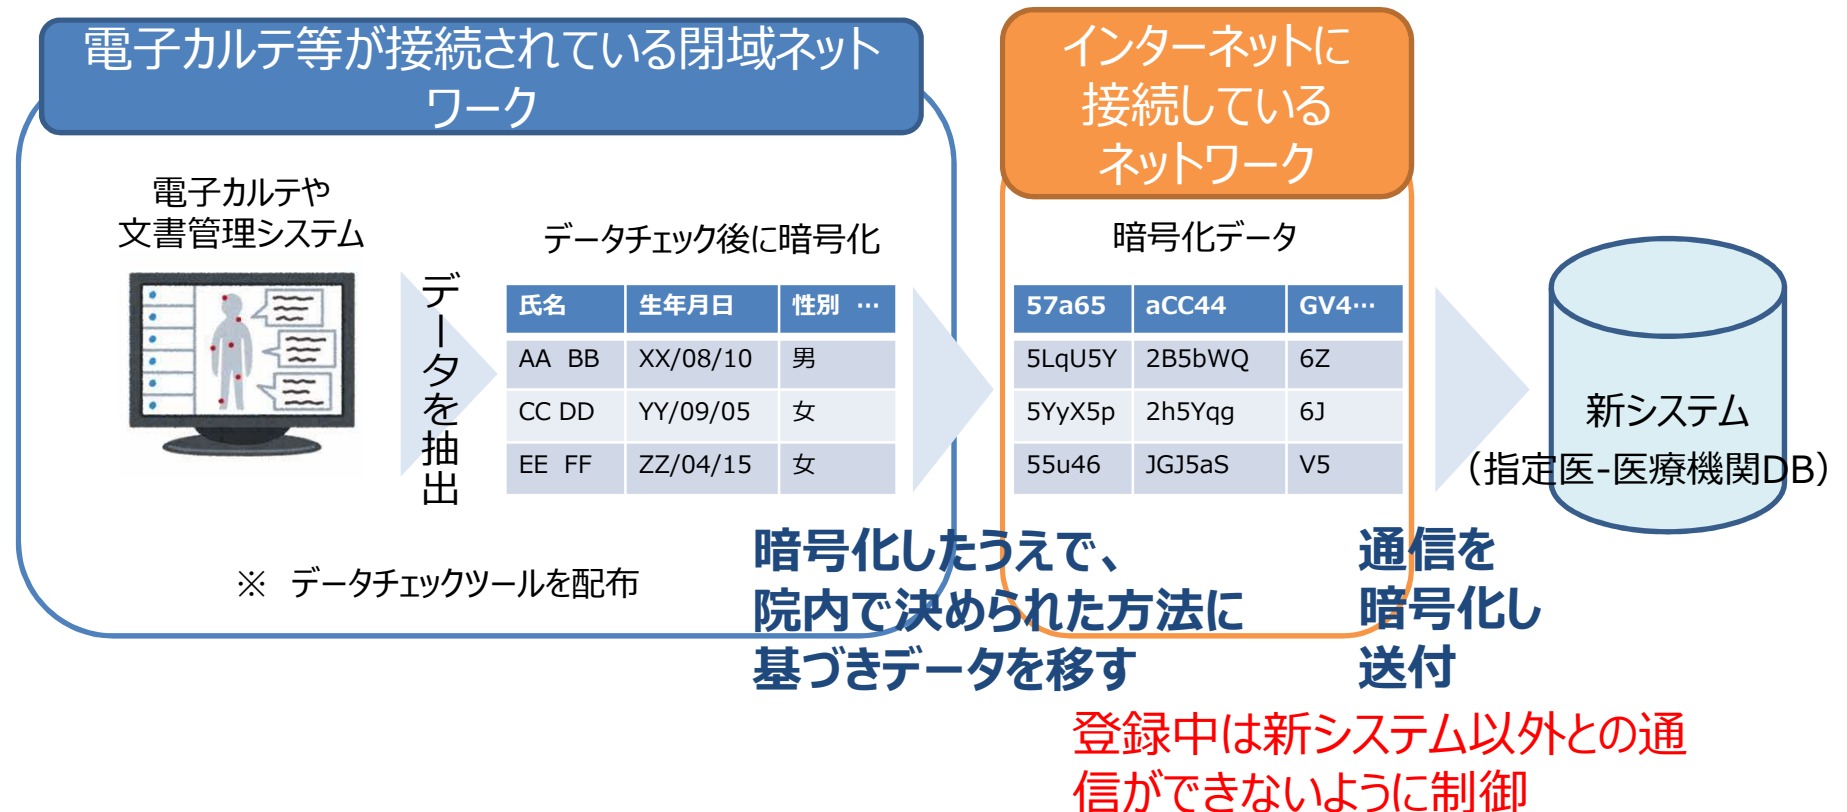 電子カルテ等が接続されている閉域ネット
ワーク
インターネットに
接続している
ネットワーク
電子カルテや
文書管理システム
データを抽出
データチェック後に暗号化
氏名 生年月日 性別 …
AA BB XX/08/10 男
CC DD YY/09/05 女
EE FF ZZ/04/15 女
※ データチェックツールを配布
暗号化データ
57a65 aCC44 GV4…
5LqU5Y 2B5bWQ 6Z
5YyX5p 2h5Yqg 6J
55u46 JGJ5aS V5
新システム
（指定医-医療機関DB）
暗号化したうえで、
院内で決められた方法に
基づきデータを移す
通信を
暗号化し
送付
登録中は新システム以外との通
信ができないように制御